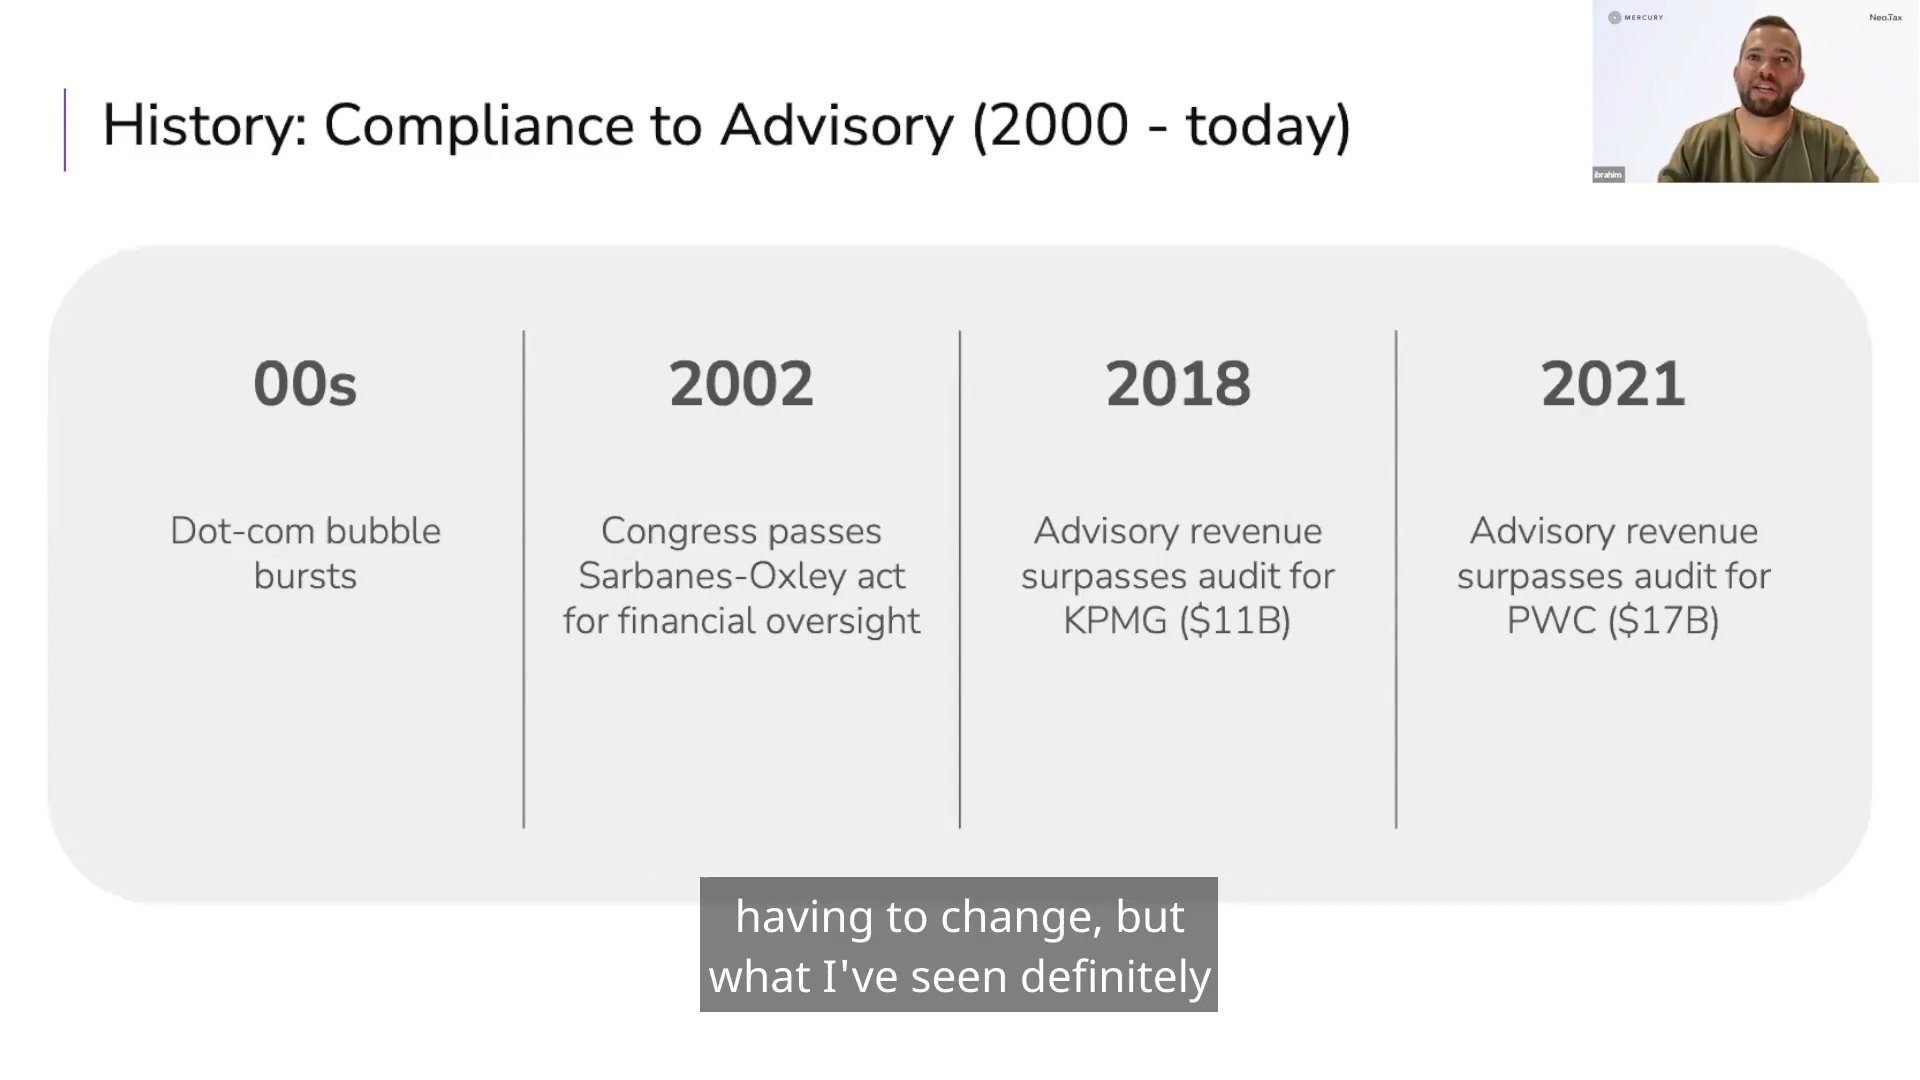 MERCURY
Neo.Tax
History: Compliance to Advisory (2000 - today)
ibrahim
00s
Dot-com bubble
bursts
2002
Congress passes
Sarbanes-Oxley act
for financial oversight
2018
Advisory revenue
surpasses audit for
KPMG ($11B)
2021
Advisory revenue
surpasses audit for
PWC ($17B)
having to change, but
what I've seen definitely